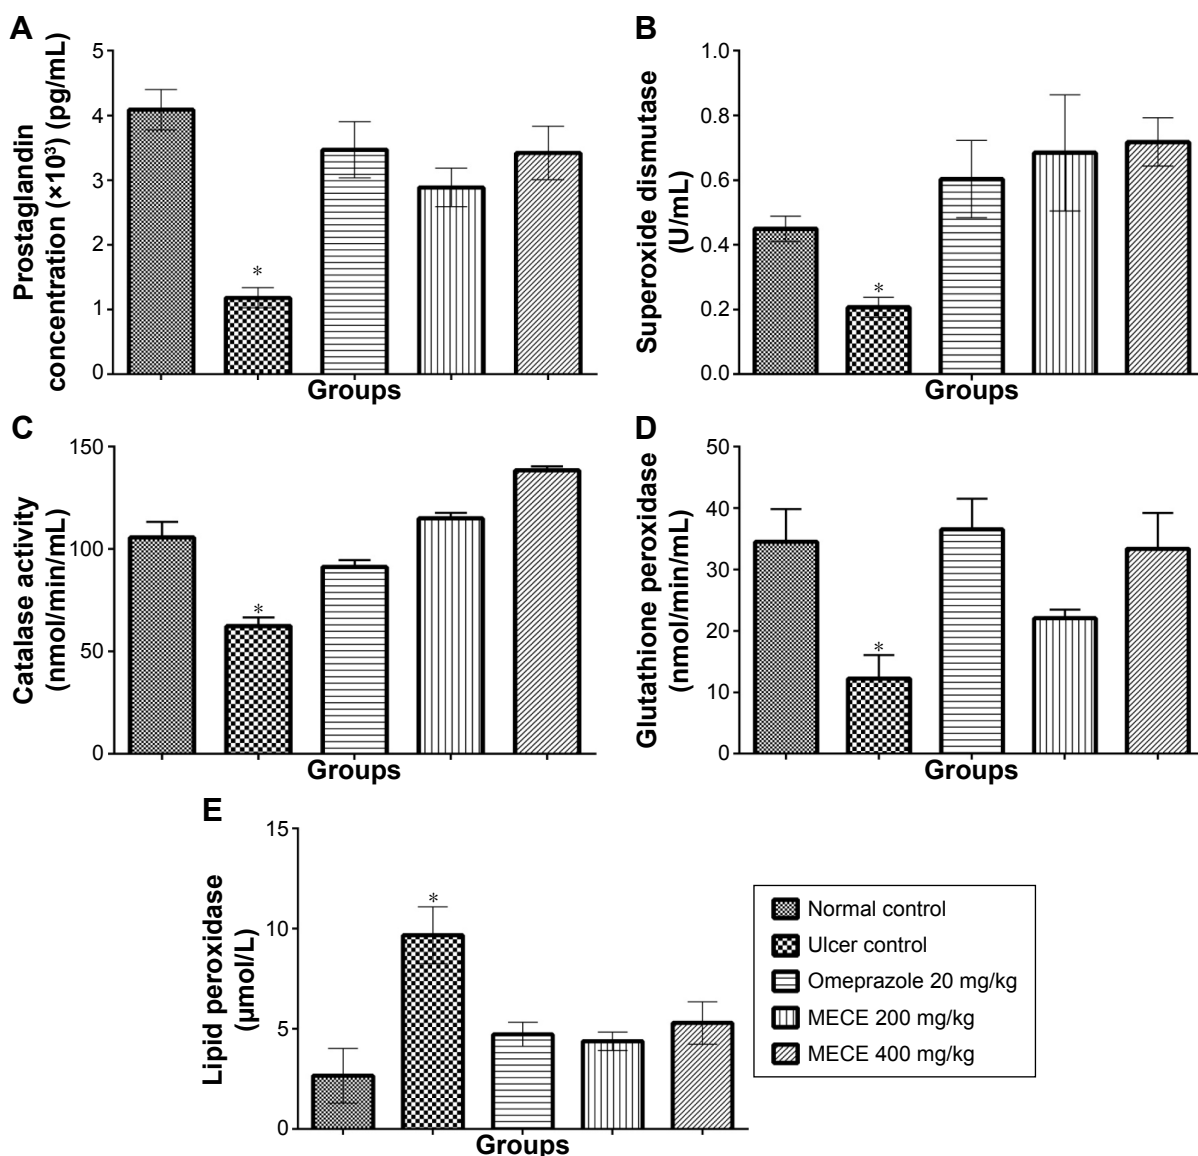 A
Prostaglandin
concentration (×10³) (pg/mL)
5
4
3
2
1
0
*
Groups
B
Superoxide dismutase
(U/mL)
1.0
0.8
0.6
0.4
0.2
0.0
*
Groups
C
Catalase activity
(nmol/min/mL)
150
100
50
0
*
Groups
D
Glutathione peroxidase
(nmol/min/mL)
50
40
30
20
10
0
*
Groups
E
Lipid peroxidase
(µmol/L)
15
10
5
0
*
Groups
Normal control
Ulcer control
Omeprazole 20 mg/kg
MECE 200 mg/kg
MECE 400 mg/kg